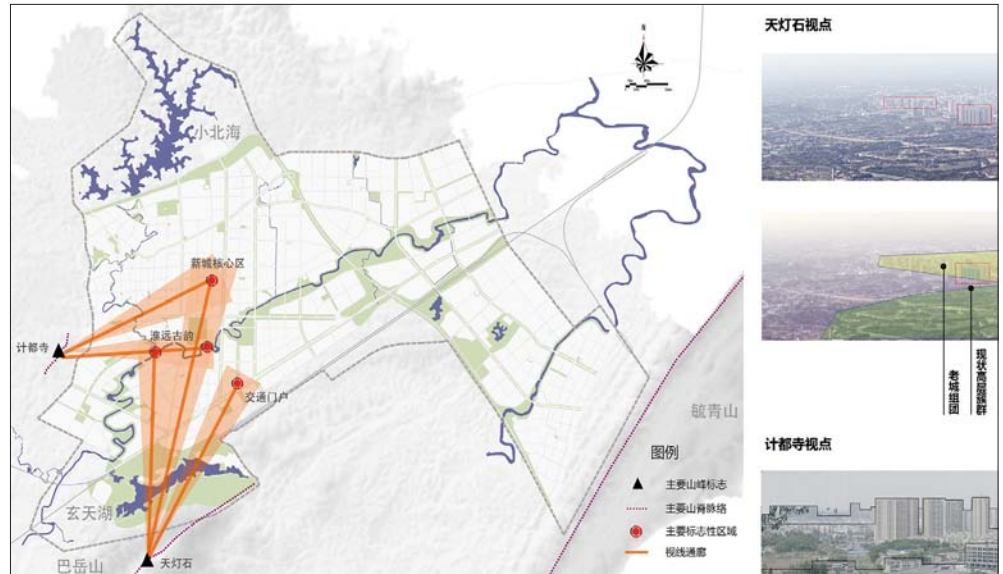 小北海
新城核心区
淮远古韵
计都寺
交通门户
玄天湖
巴岳山
天灯石
毓青山
图例
主要山峰标志
主要山脊脉络
主要标志性区域
视线通廊
天灯石视点
老城组团
现状高层簇群
计都寺视点